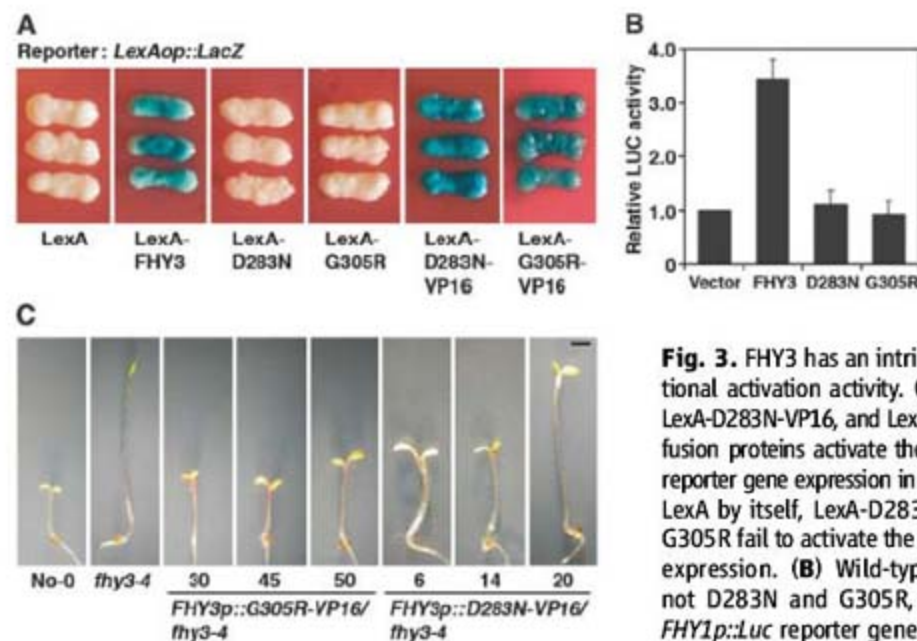 A
Reporter: LexAop::LacZ
LexA
LexA-
FHY3
LexA-
D283N
LexA-
G305R
LexA-
D283N-
VP16
LexA-
G305R-
VP16
B
Relative LUC activity
4.0
3.0
2.0
1.0
0
Vector FHY3 D283N G305R
C
No-0
fhy3-4
30 45 50
FHY3p::G305R-VP16/
fhy3-4
6 14 20
FHY3p::D283N-VP16/
fhy3-4
Fig. 3. FHY3 has an intri
tional activation activity.
LexA-D283N-VP16, and Lex
fusion proteins activate the
reporter gene expression in
LexA by itself, LexA-D283
G305R fail to activate the
expression. (B) Wild-typ
not D283N and G305R,
FHY1p::Luc reporter gene